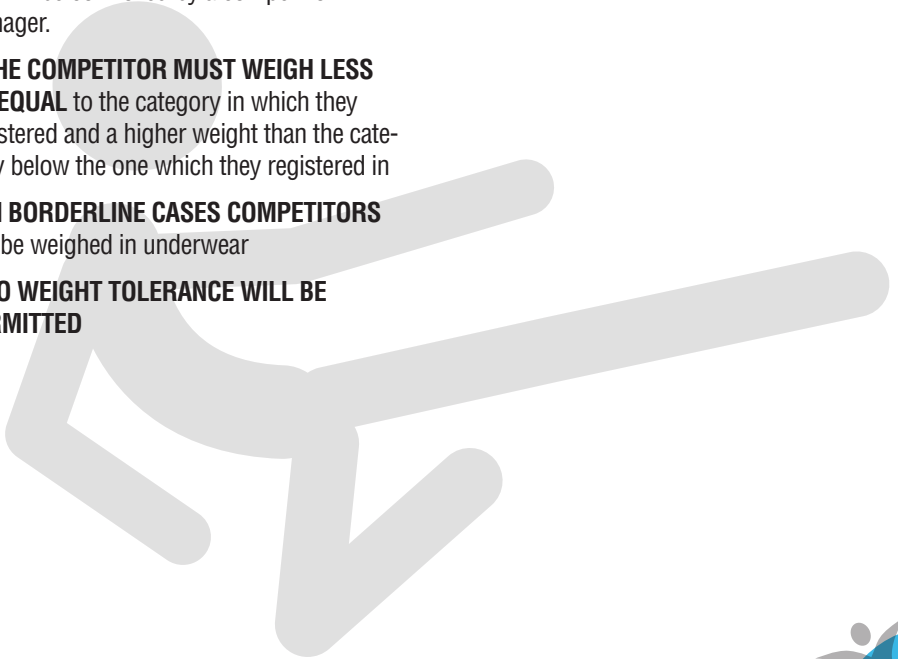 nager.
HE COMPETITOR MUST WEIGH LESS
EQUAL to the category in which they
stered and a higher weight than the cate-
y below the one which they registered in
BORDERLINE CASES COMPETITORS
be weighed in underwear
O WEIGHT TOLERANCE WILL BE
RMITTED